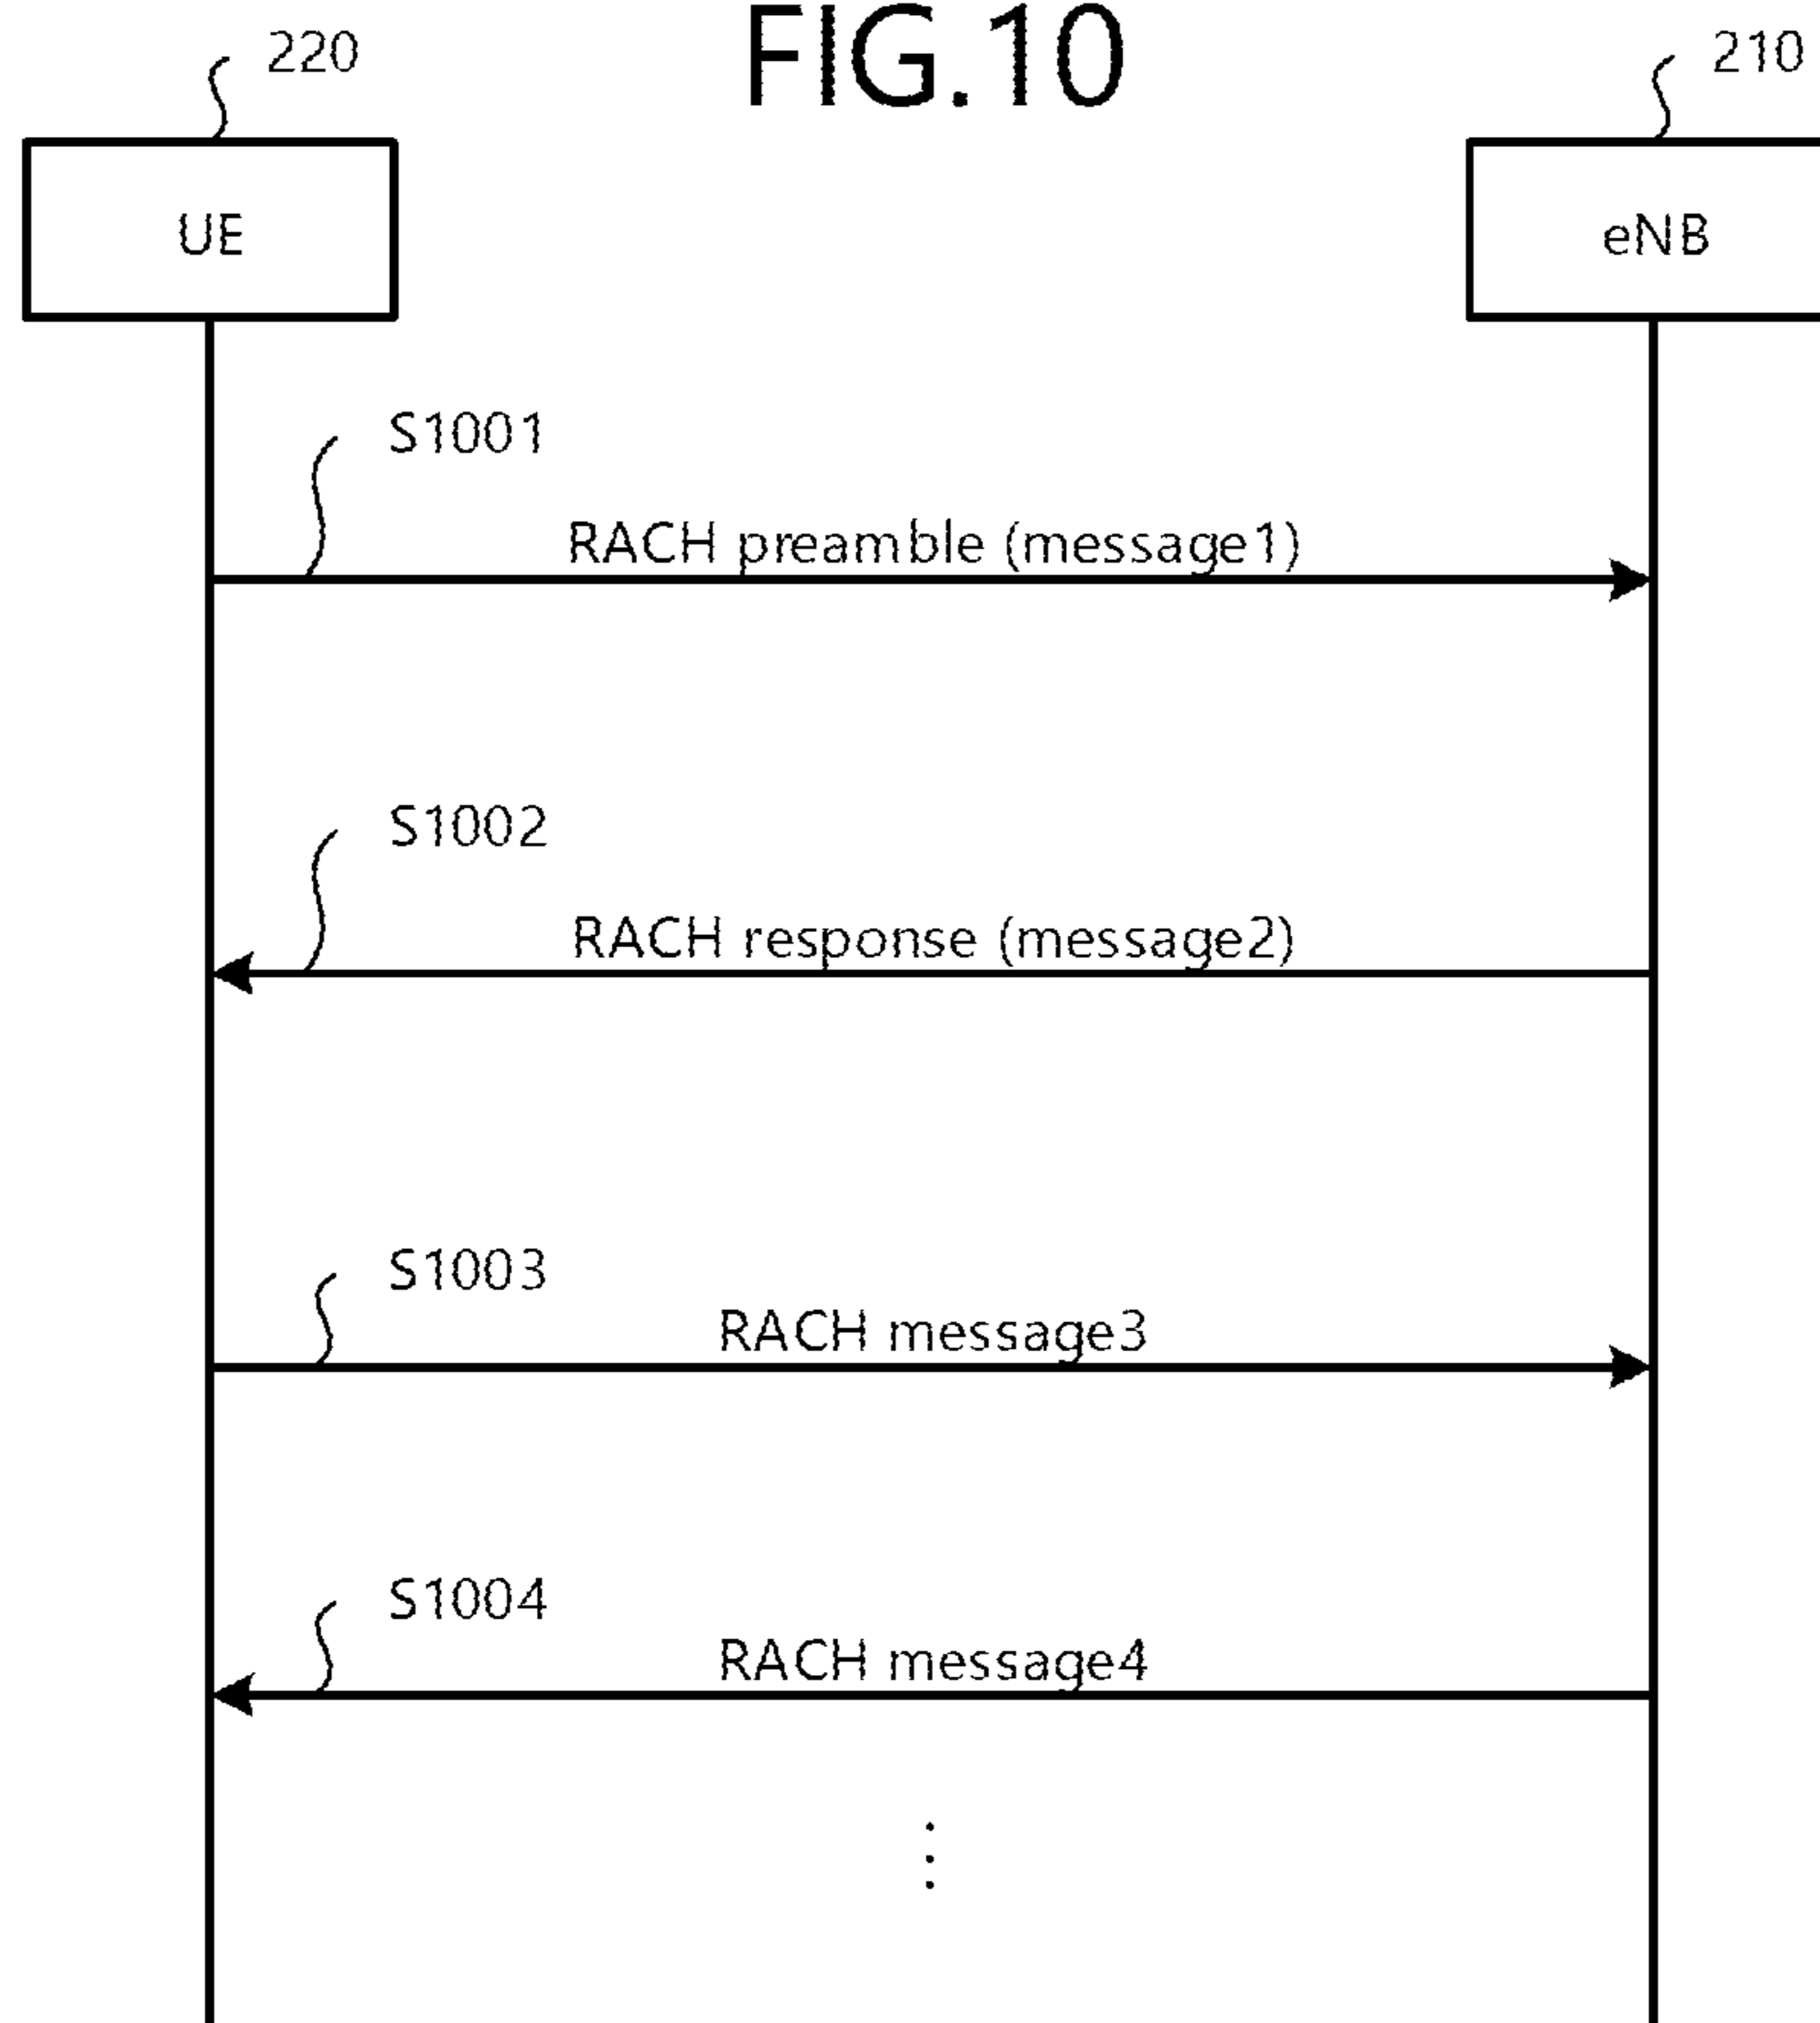 FIG.10
220
210
UE
eNB
S1001
RACH preamble (message1)
S1002
RACH response (message2)
S1003
RACH message3
S1004
RACH message4